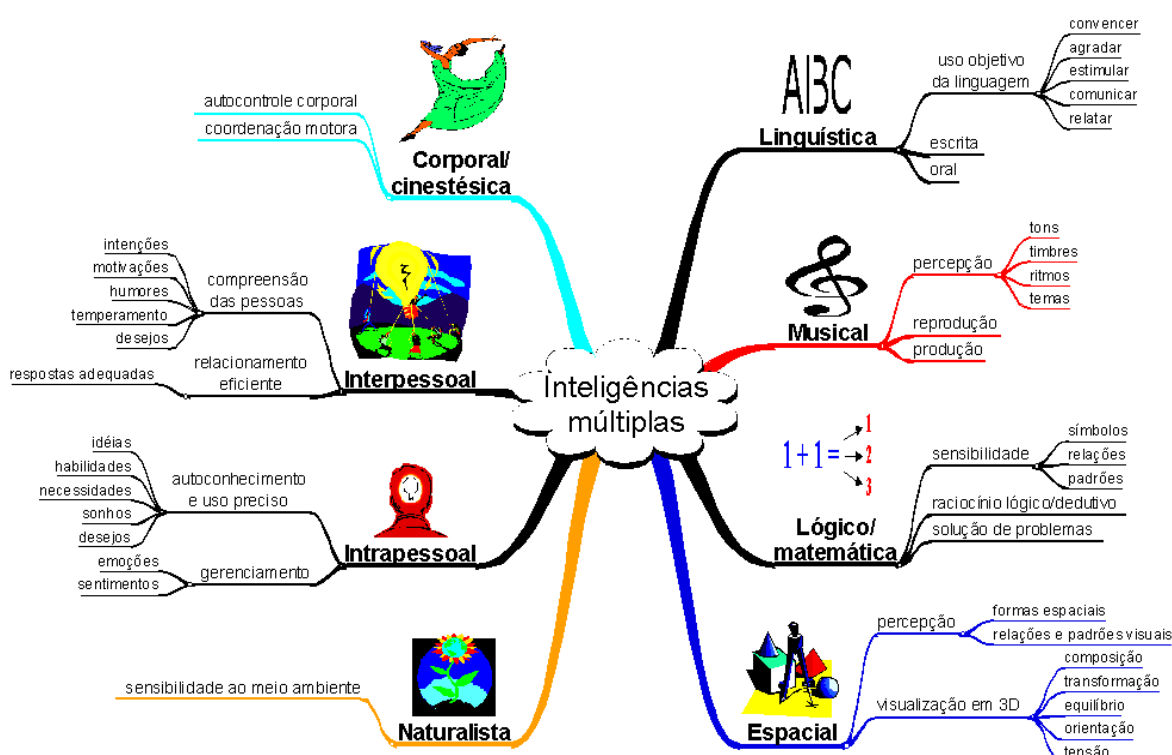 Inteligências
múltiplas
ABC
Linguística
uso objetivo
da linguagem
convencer
agradar
estimular
comunicar
relatar
escrita
oral
Musical
percepção
tons
timbres
ritmos
temas
reprodução
produção
1+1=
1
2
3
Lógico/
matemática
sensibilidade
símbolos
relações
padrões
raciocínio lógico/dedutivo
solução de problemas
Espacial
percepção
formas espaciais
relações e padrões visuais
visualização em 3D
composição
transformação
equilíbrio
orientação
tensão
Corporal/
cinestésica
autocontrole corporal
coordenação motora
Interpessoal
compreensão
das pessoas
intenções
motivações
humores
temperamento
desejos
relacionamento
eficiente
respostas adequadas
Intrapessoal
autoconhecimento
e uso preciso
idéias
habilidades
necessidades
sonhos
desejos
gerenciamento
emoções
sentimentos
Naturalista
sensibilidade ao meio ambiente